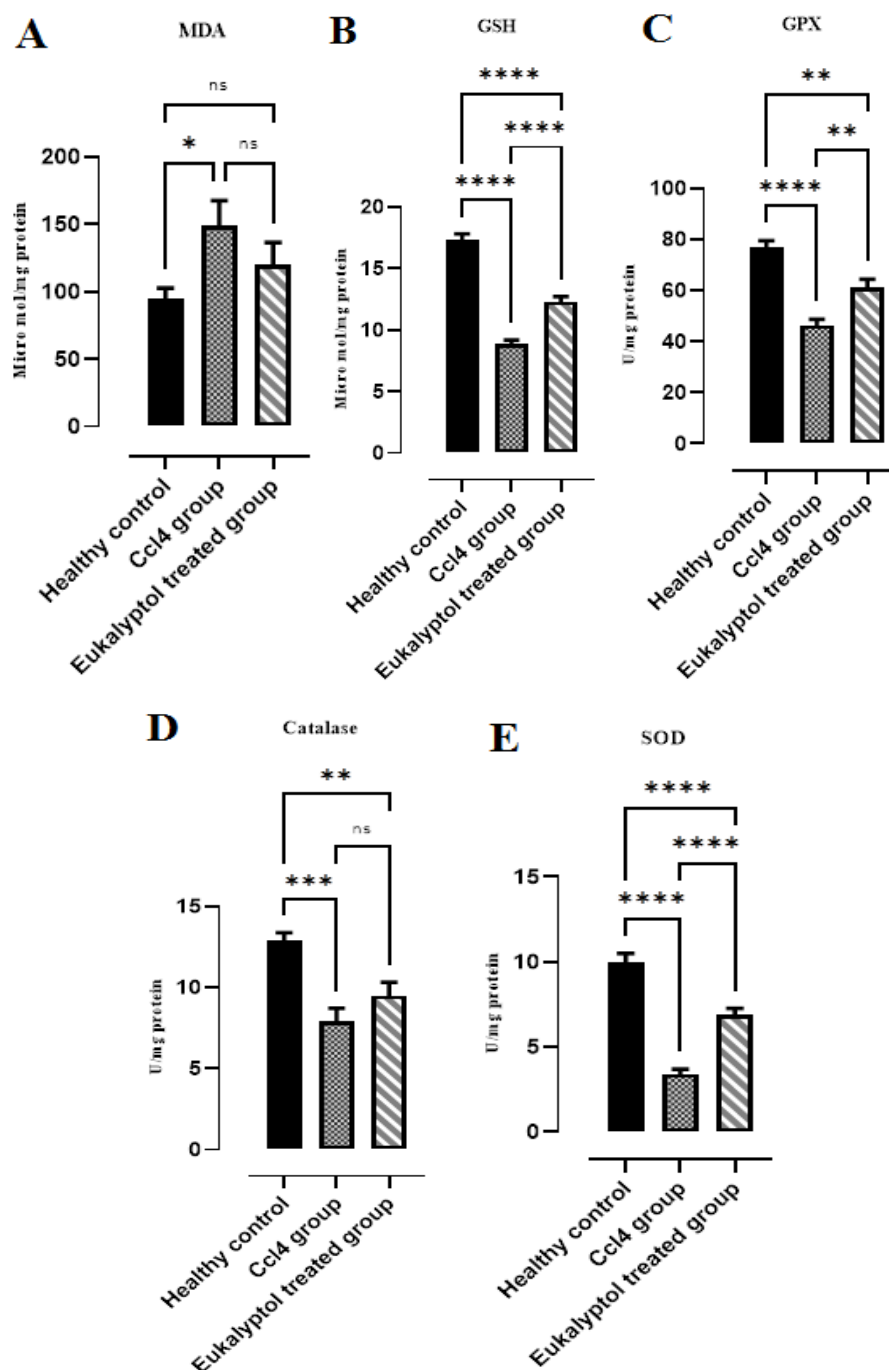 A
MDA
ns
*
ns
Micro mol/mg protein
200
150
100
50
0
Healthy control
Ccl4 group
Eukalyptol treated group
B
GSH
****
****
****
Micro mol/mg protein
20
15
10
5
0
Healthy control
Ccl4 group
Eukalyptol treated group
C
GPX
**
**
****
U/mg protein
100
80
60
40
20
0
Healthy control
Ccl4 group
Eukalyptol treated group
D
Catalase
**
ns
***
U/mg protein
15
10
5
0
Healthy control
Ccl4 group
Eukalyptol treated group
E
SOD
****
****
****
U/mg protein
15
10
5
0
Healthy control
Ccl4 group
Eukalyptol treated group